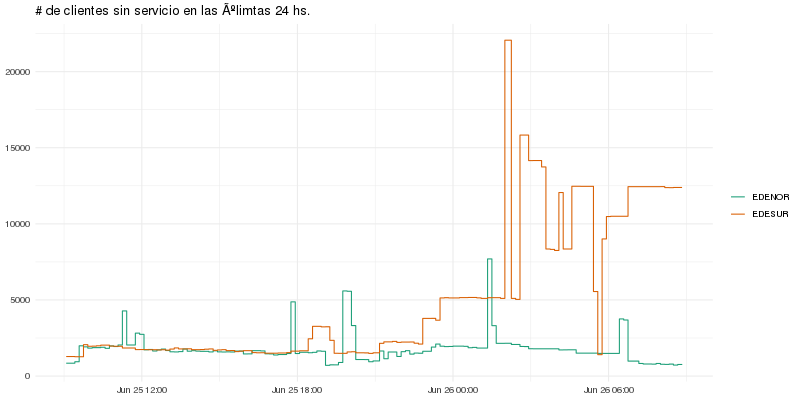 # de clientes sin servicio en las Ãºlimtas 24 hs.
20000
15000
10000
5000
0
Jun 25 12:00
Jun 25 18:00
Jun 26 00:00
Jun 26 06:00
EDENOR
EDESUR